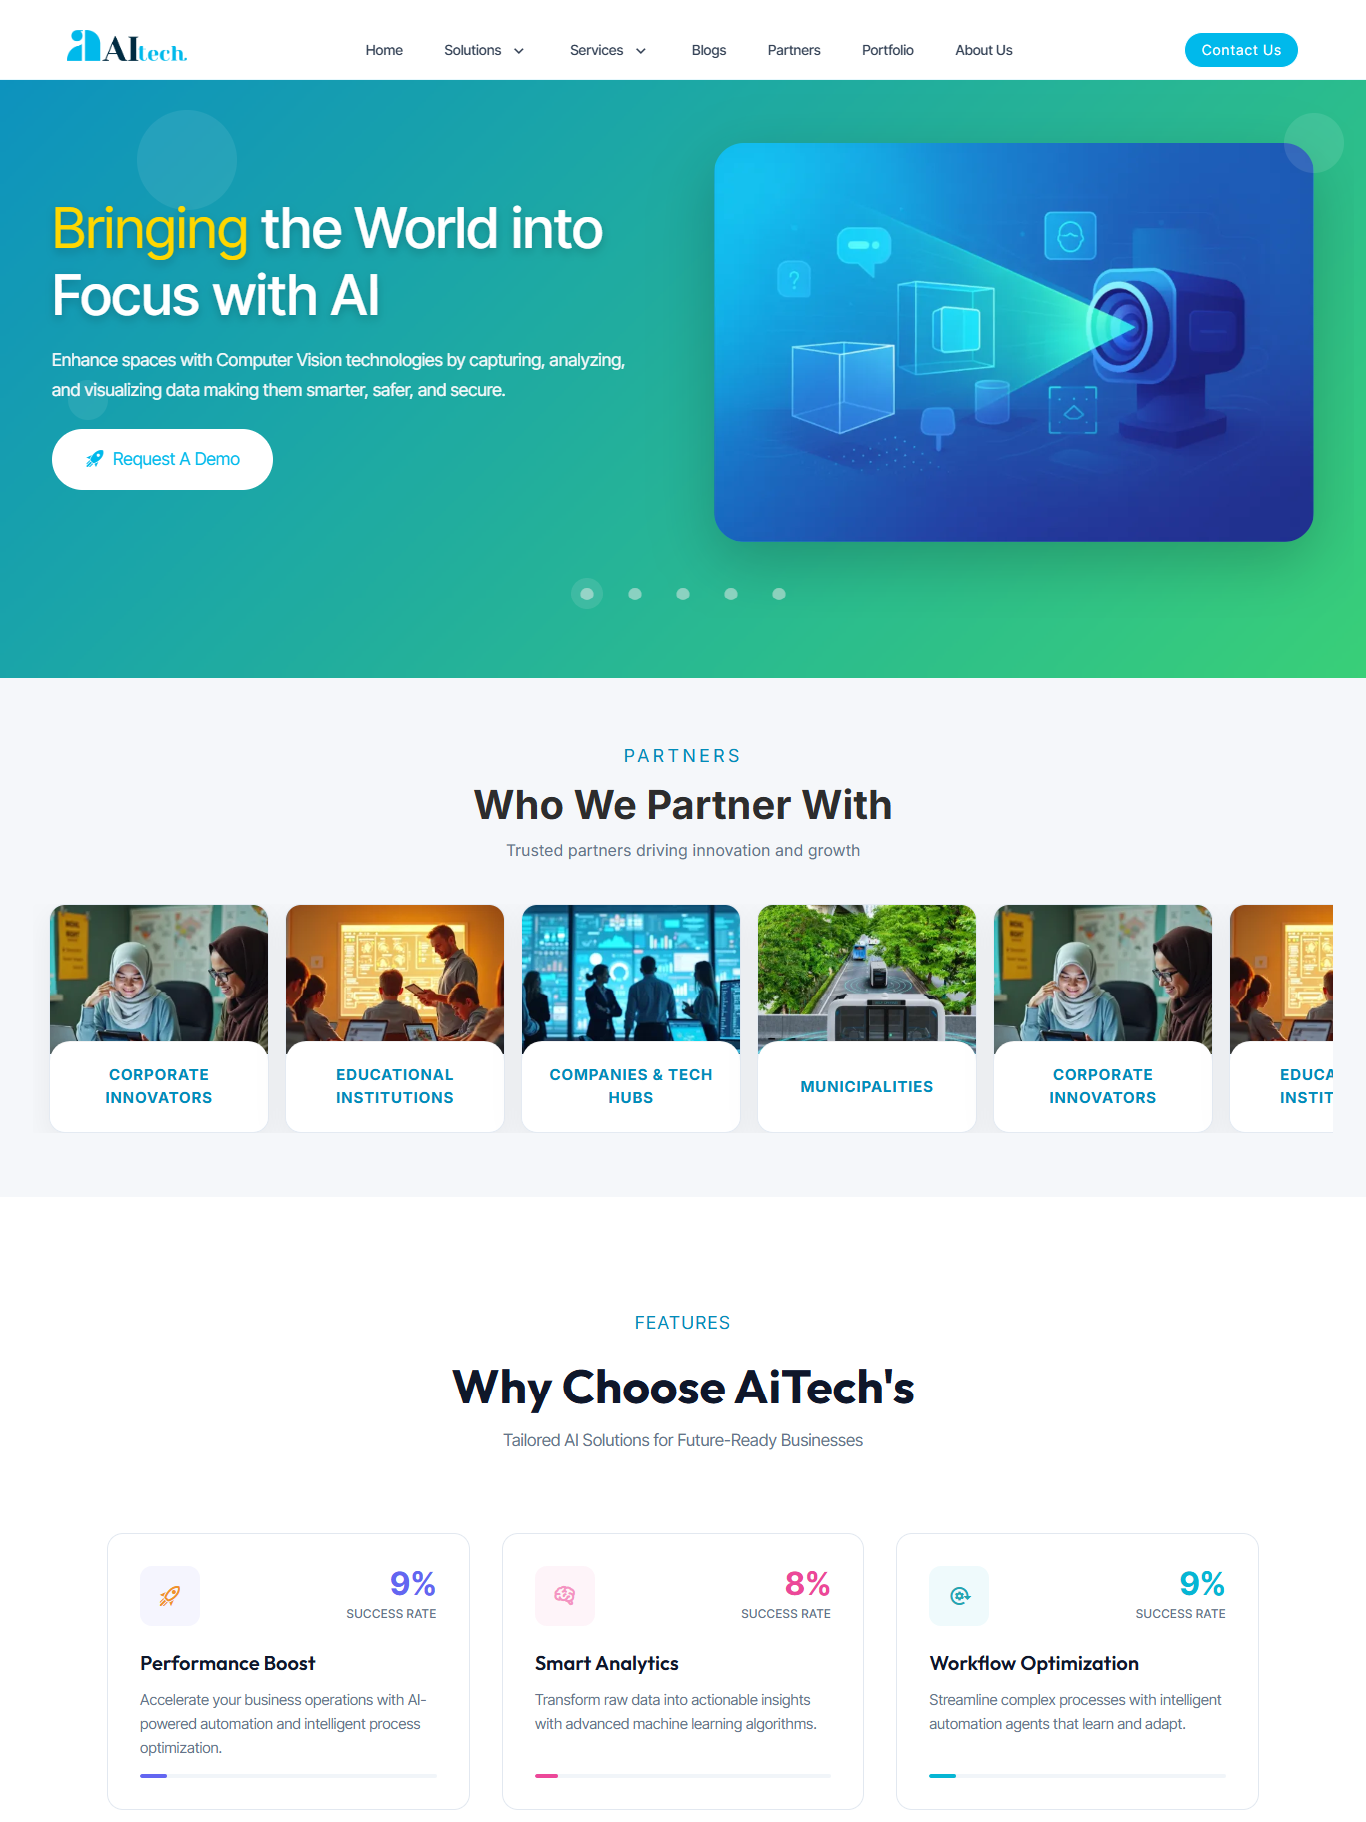 AItech
Home
Solutions
Services
Blogs
Partners
Portfolio
About Us
Contact Us
Bringing the World into
Focus with AI
Enhance spaces with Computer Vision technologies by capturing, analyzing,
and visualizing data making them smarter, safer, and secure.
Request A Demo
?
PARTNERS
Who We Partner With
Trusted partners driving innovation and growth
CORPORATE
INNOVATORS
EDUCATIONAL
INSTITUTIONS
COMPANIES & TECH
HUBS
MUNICIPALITIES
CORPORATE
INNOVATORS
EDUCA
INSTIT
FEATURES
Why Choose AiTech's
Tailored AI Solutions for Future-Ready Businesses
9%
SUCCESS RATE
Performance Boost
Accelerate your business operations with AI-
powered automation and intelligent process
optimization.
8%
SUCCESS RATE
Smart Analytics
Transform raw data into actionable insights
with advanced machine learning algorithms.
9%
SUCCESS RATE
Workflow Optimization
Streamline complex processes with intelligent
automation agents that learn and adapt.